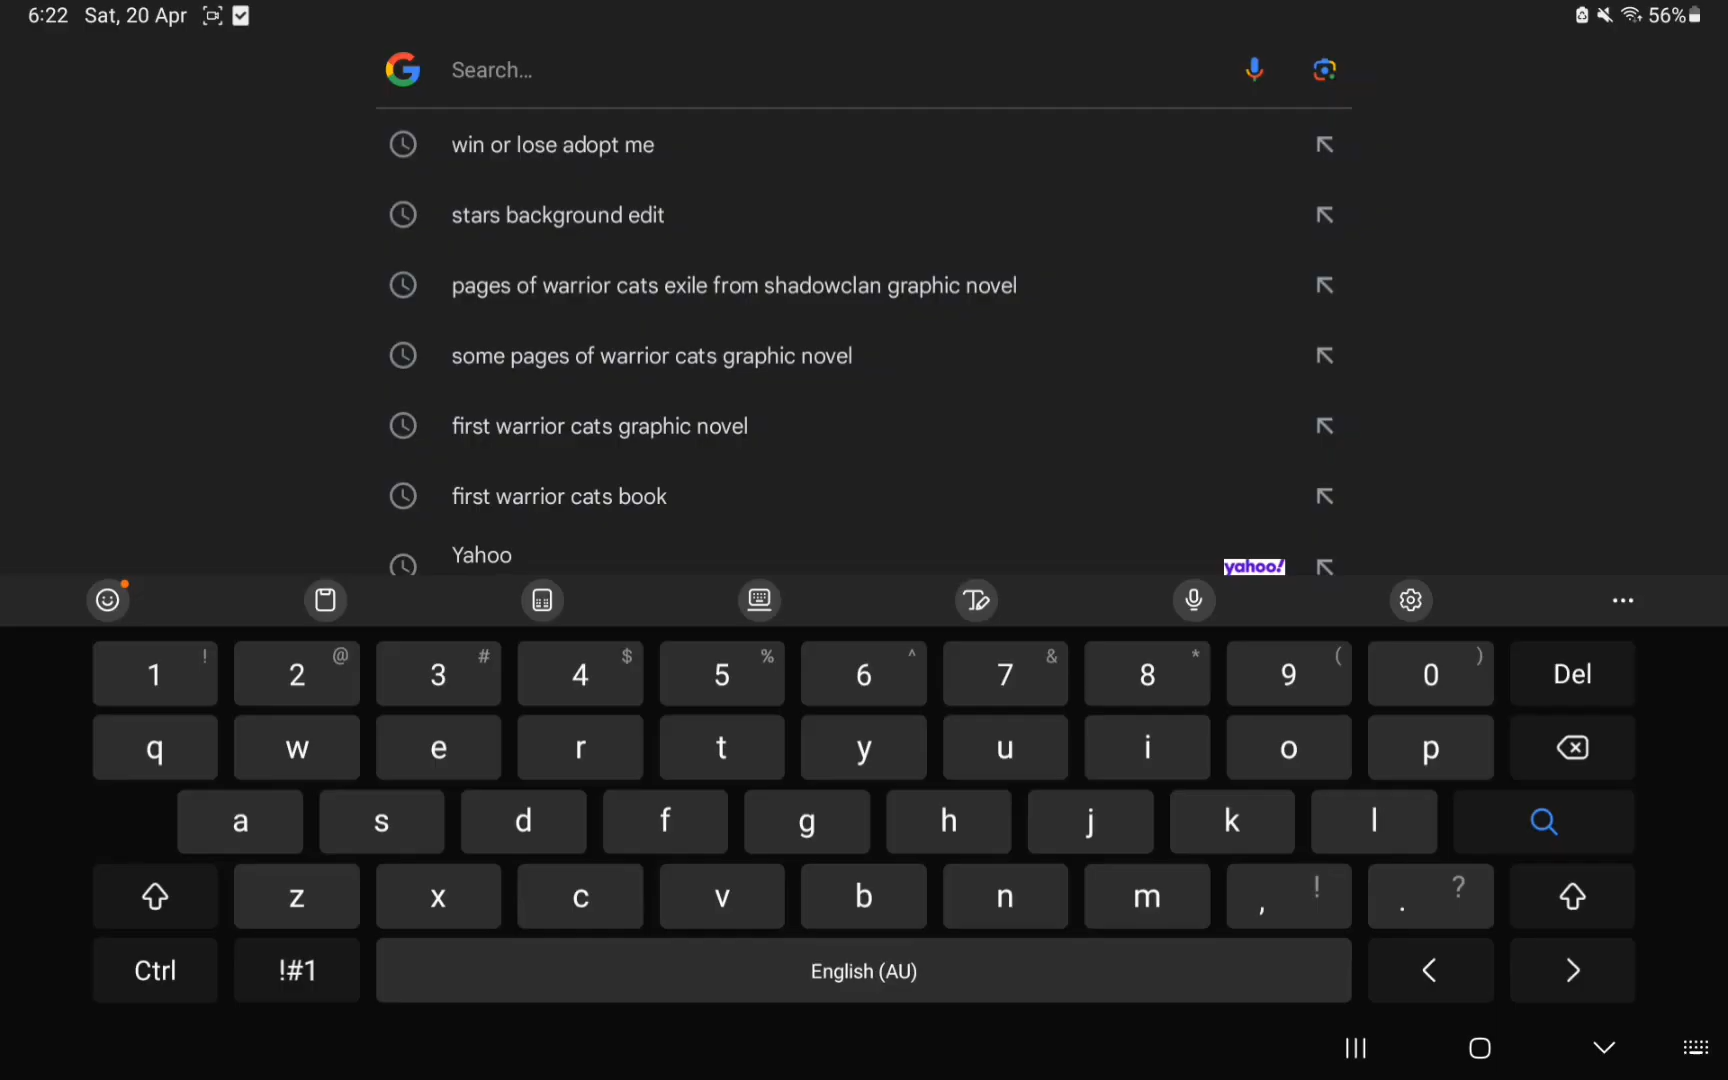 6:22 Sat, 20 Apr 56%
Search...
win or lose adopt me
stars background edit
pages of warrior cats exile from shadowclan graphic novel
some pages of warrior cats graphic novel
first warrior cats graphic novel
first warrior cats book
Yahoo yahoo!
1 ! 2 @ 3 # 4 $ 5 % 6 ^ 7 & 8 * 9 ( 0 ) Del
q w e r t y u i o p
a s d f g h j k l
z x c v b n m , ! . ?
Ctrl !#1 English (AU) < >